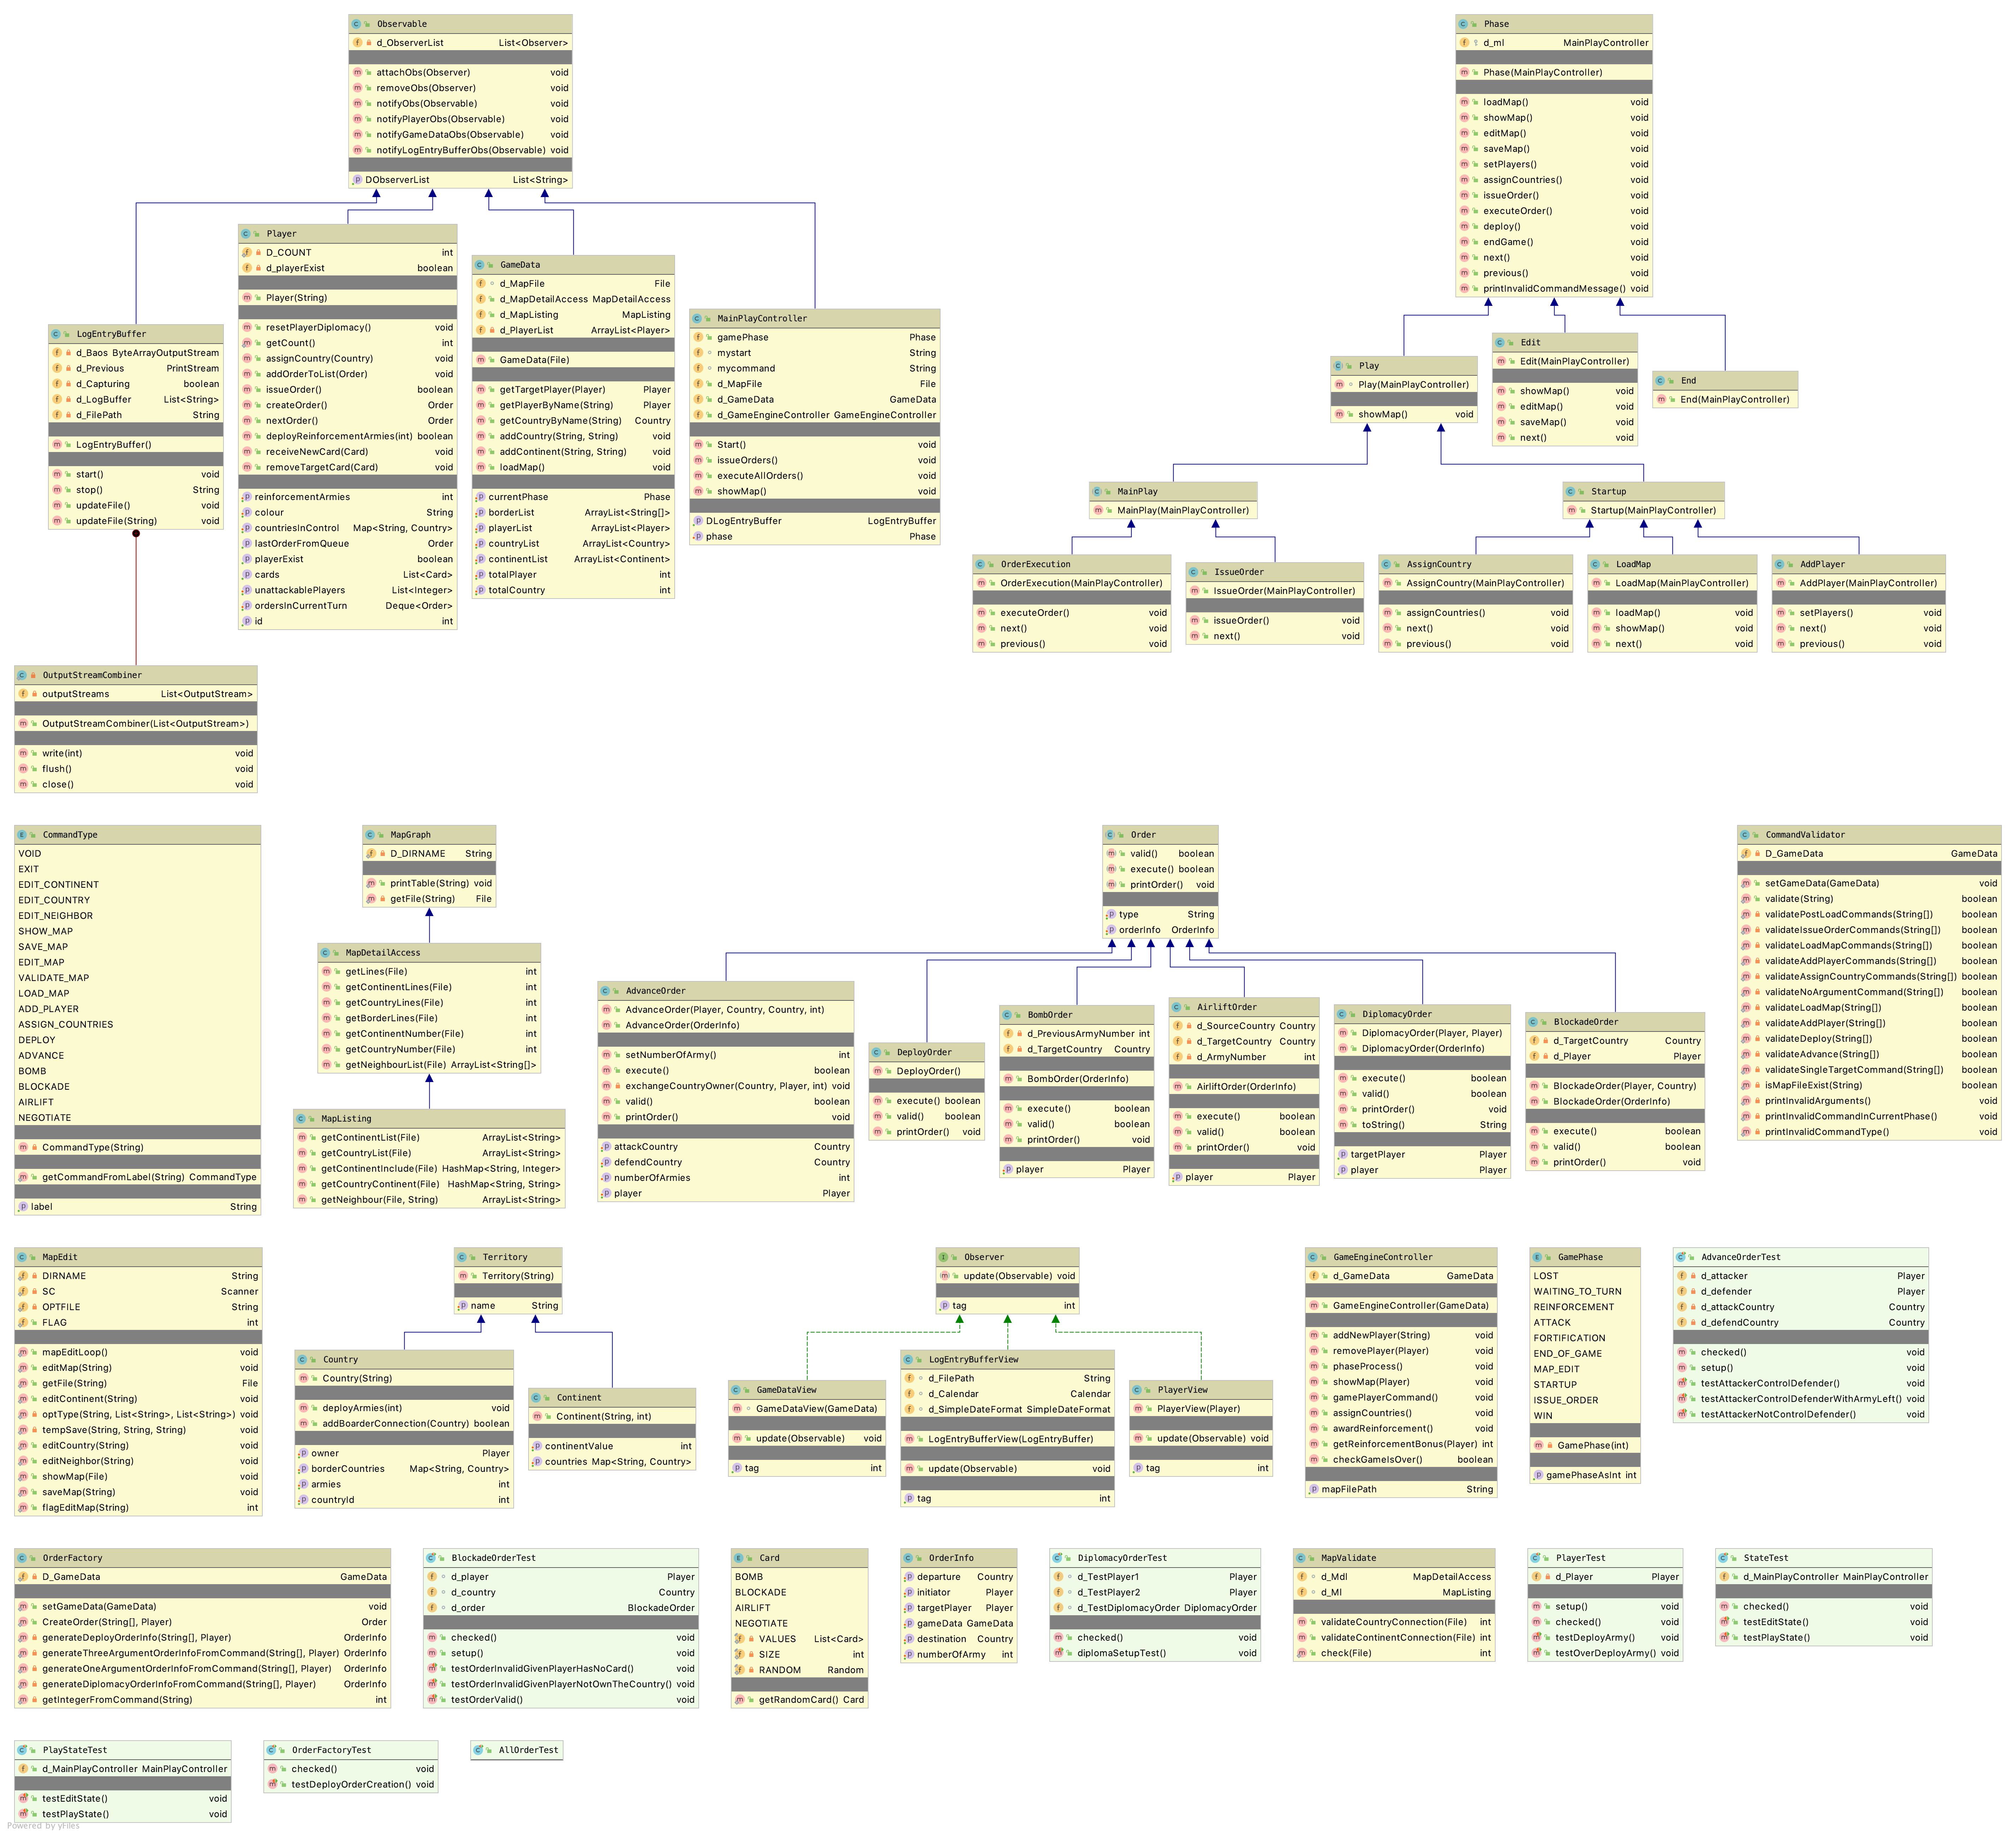 Observable
d_ObserverList List<Observer>
attachObs(Observer) void
removeObs(Observer) void
notifyObs(Observable) void
notifyPlayerObs(Observable) void
notifyGameDataObs(Observable) void
notifyLogEntryBufferObs(Observable) void
DObserverList List<String>
Phase
d_ml MainPlayController
Phase(MainPlayController)
loadMap() void
showMap() void
editMap() void
saveMap() void
setPlayers() void
assignCountries() void
issueOrder() void
executeOrder() void
deploy() void
endGame() void
next() void
previous() void
printInvalidCommandMessage() void
LogEntryBuffer
d_Baos ByteArrayOutputStream
d_Previous PrintStream
d_Capturing boolean
d_LogBuffer List<String>
d_FilePath String
LogEntryBuffer()
start() void
stop() String
updateFile() void
updateFile(String) void
Player
D_COUNT int
d_playerExist boolean
Player(String)
resetPlayerDiplomacy() void
getCount() int
assignCountry(Country) void
addOrderToList(Order) void
issueOrder() boolean
createOrder() Order
nextOrder() Order
deployReinforcementArmies(int) boolean
receiveNewCard(Card) void
removeTargetCard(Card) void
reinforcementArmies int
colour String
countriesInControl Map<String, Country>
lastOrderFromQueue Order
playerExist boolean
cards List<Card>
unattackablePlayers List<Integer>
ordersInCurrentTurn Deque<Order>
id int
GameData
d_MapFile File
d_MapDetailAccess MapDetailAccess
d_MapListing MapListing
d_PlayerList ArrayList<Player>
GameData(File)
getTargetPlayer(Player) Player
getPlayerByName(String) Player
getCountryByName(String) Country
addCountry(String, String) void
addContinent(String, String) void
loadMap() void
currentPhase Phase
borderList ArrayList<String[]>
playerList ArrayList<Player>
countryList ArrayList<Country>
continentList ArrayList<Continent>
totalPlayer int
totalCountry int
MainPlayController
gamePhase Phase
mystart String
mycommand String
d_MapFile File
d_GameData GameData
d_GameEngineController GameEngineController
Start() void
issueOrders() void
executeAllOrders() void
showMap() void
DLogEntryBuffer LogEntryBuffer
phase Phase
Play
Play(MainPlayController)
showMap() void
Edit
Edit(MainPlayController)
showMap() void
editMap() void
saveMap() void
next() void
End
End(MainPlayController)
MainPlay
MainPlay(MainPlayController)
Startup
Startup(MainPlayController)
OrderExecution
OrderExecution(MainPlayController)
executeOrder() void
next() void
previous() void
IssueOrder
IssueOrder(MainPlayController)
issueOrder() void
next() void
AssignCountry
AssignCountry(MainPlayController)
assignCountries() void
next() void
previous() void
LoadMap
LoadMap(MainPlayController)
loadMap() void
showMap() void
next() void
AddPlayer
AddPlayer(MainPlayController)
setPlayers() void
next() void
previous() void
OutputStreamCombiner
outputStreams List<OutputStream>
OutputStreamCombiner(List<OutputStream>)
write(int) void
flush() void
close() void
CommandType
VOID
EXIT
EDIT_CONTINENT
EDIT_COUNTRY
EDIT_NEIGHBOR
SHOW_MAP
SAVE_MAP
EDIT_MAP
VALIDATE_MAP
LOAD_MAP
ADD_PLAYER
ASSIGN_COUNTRIES
DEPLOY
ADVANCE
BOMB
BLOCKADE
AIRLIFT
NEGOTIATE
CommandType(String)
getCommandFromLabel(String) CommandType
label String
MapGraph
D_DIRNAME String
printTable(String) void
getFile(String) File
MapDetailAccess
getLines(File) int
getContinentLines(File) int
getCountryLines(File) int
getBorderLines(File) int
getContinentNumber(File) int
getCountryNumber(File) int
getNeighbourList(File) ArrayList<String[]>
MapListing
getContinentList(File) ArrayList<String>
getCountryList(File) ArrayList<String>
getContinentInclude(File) HashMap<String, Integer>
getCountryContinent(File) HashMap<String, String>
getNeighbour(File, String) ArrayList<String>
Order
valid() boolean
execute() boolean
printOrder() void
type String
orderInfo OrderInfo
AdvanceOrder
AdvanceOrder(Player, Country, Country, int)
AdvanceOrder(OrderInfo)
setNumberOfArmy() int
execute() boolean
exchangeCountryOwner(Country, Player, int) void
valid() boolean
printOrder() void
attackCountry Country
defendCountry Country
numberOfArmies int
player Player
DeployOrder
DeployOrder()
execute() boolean
valid() boolean
printOrder() void
BombOrder
d_PreviousArmyNumber int
d_TargetCountry Country
BombOrder(OrderInfo)
execute() boolean
valid() boolean
printOrder() void
player Player
AirliftOrder
d_SourceCountry Country
d_TargetCountry Country
d_ArmyNumber int
AirliftOrder(OrderInfo)
execute() boolean
valid() boolean
printOrder() void
player Player
DiplomacyOrder
DiplomacyOrder(Player, Player)
DiplomacyOrder(OrderInfo)
execute() boolean
valid() boolean
printOrder() void
toString() String
targetPlayer Player
player Player
BlockadeOrder
d_TargetCountry Country
d_Player Player
BlockadeOrder(Player, Country)
BlockadeOrder(OrderInfo)
execute() boolean
valid() boolean
printOrder() void
CommandValidator
D_GameData GameData
setGameData(GameData) void
validate(String) boolean
validatePostLoadCommands(String[]) boolean
validateIssueOrderCommands(String[]) boolean
validateLoadMapCommands(String[]) boolean
validateAddPlayerCommands(String[]) boolean
validateAssignCountryCommands(String[]) boolean
validateNoArgumentCommand(String[]) boolean
validateLoadMap(String[]) boolean
validateAddPlayer(String[]) boolean
validateDeploy(String[]) boolean
validateAdvance(String[]) boolean
validateSingleTargetCommand(String[]) boolean
isMapFileExist(String) boolean
printInvalidArguments() void
printInvalidCommandInCurrentPhase() void
printInvalidCommandType() void
MapEdit
DIRNAME String
SC Scanner
OPTFILE String
FLAG int
mapEditLoop() void
editMap(String) void
getFile(String) File
editContinent(String) void
optType(String, List<String>, List<String>) void
tempSave(String, String, String) void
editCountry(String) void
editNeighbor(String) void
showMap(File) void
saveMap(String) void
flagEditMap(String) int
Territory
Territory(String)
name String
Country
Country(String)
deployArmies(int) void
addBoarderConnection(Country) boolean
owner Player
borderCountries Map<String, Country>
armies int
countryId int
Continent
Continent(String, int)
continentValue int
countries Map<String, Country>
Observer
update(Observable) void
tag int
GameDataView
GameDataView(GameData)
update(Observable) void
tag int
LogEntryBufferView
d_FilePath String
d_Calendar Calendar
d_SimpleDateFormat SimpleDateFormat
LogEntryBufferView(LogEntryBuffer)
update(Observable) void
tag int
PlayerView
PlayerView(Player)
update(Observable) void
tag int
GameEngineController
d_GameData GameData
GameEngineController(GameData)
addNewPlayer(String) void
removePlayer(Player) void
phaseProcess() void
showMap(Player) void
gamePlayerCommand() void
assignCountries() void
awardReinforcement() void
getReinforcementBonus(Player) int
checkGameIsOver() boolean
mapFilePath String
GamePhase
LOST
WAITING_TO_TURN
REINFORCEMENT
ATTACK
FORTIFICATION
END_OF_GAME
MAP_EDIT
STARTUP
ISSUE_ORDER
WIN
GamePhase(int)
gamePhaseAsInt int
AdvanceOrderTest
d_attacker Player
d_defender Player
d_attackCountry Country
d_defendCountry Country
checked() void
setup() void
testAttackerControlDefender() void
testAttackerControlDefenderWithArmyLeft() void
testAttackerNotControlDefender() void
OrderFactory
D_GameData GameData
setGameData(GameData) void
CreateOrder(String[], Player) Order
generateDeployOrderInfo(String[], Player) OrderInfo
generateThreeArgumentOrderInfoFromCommand(String[], Player) OrderInfo
generateOneArgumentOrderInfoFromCommand(String[], Player) OrderInfo
generateDiplomacyOrderInfoFromCommand(String[], Player) OrderInfo
getIntegerFromCommand(String) int
BlockadeOrderTest
d_player Player
d_country Country
d_order BlockadeOrder
checked() void
setup() void
testOrderInvalidGivenPlayerHasNoCard() void
testOrderInvalidGivenPlayerNotOwnTheCountry() void
testOrderValid() void
Card
BOMB
BLOCKADE
AIRLIFT
NEGOTIATE
VALUES List<Card>
SIZE int
RANDOM Random
getRandomCard() Card
OrderInfo
departure Country
initiator Player
targetPlayer Player
gameData GameData
destination Country
numberOfArmy int
DiplomacyOrderTest
d_TestPlayer1 Player
d_TestPlayer2 Player
d_TestDiplomacyOrder DiplomacyOrder
checked() void
diplomaSetupTest() void
MapValidate
d_Mdl MapDetailAccess
d_Ml MapListing
validateCountryConnection(File) int
validateContinentConnection(File) int
check(File) int
PlayerTest
d_Player Player
setup() void
checked() void
testDeployArmy() void
testOverDeployArmy() void
StateTest
d_MainPlayController MainPlayController
checked() void
testEditState() void
testPlayState() void
PlayStateTest
d_MainPlayController MainPlayController
testEditState() void
testPlayState() void
OrderFactoryTest
checked() void
testDeployOrderCreation() void
AllOrderTest
Powered by yFiles